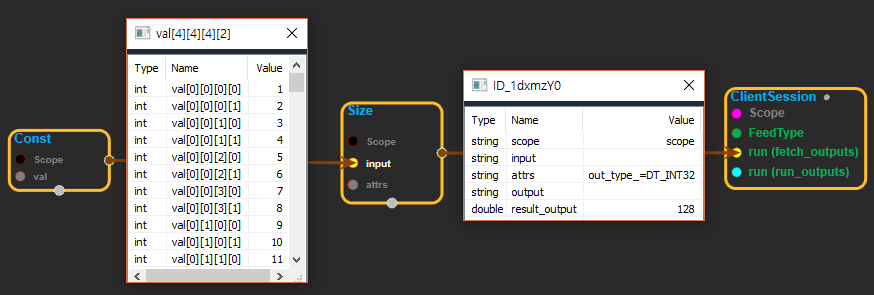 Const
Scope
val
val[4][4][4][2]
Type Name Value
int val[0][0][0][0] 1
int val[0][0][0][1] 2
int val[0][0][1][0] 3
int val[0][0][1][1] 4
int val[0][0][2][0] 5
int val[0][0][2][1] 6
int val[0][0][3][0] 7
int val[0][0][3][1] 8
int val[0][1][0][0] 9
int val[0][1][0][1] 10
int val[0][1][1][0] 11
Size
Scope
input
attrs
ID_1dxmzY0
Type Name Value
string scope scope
string input
string attrs out_type_=DT_INT32
string output
double result_output 128
ClientSession
Scope
FeedType
run (fetch_outputs)
run (run_outputs)